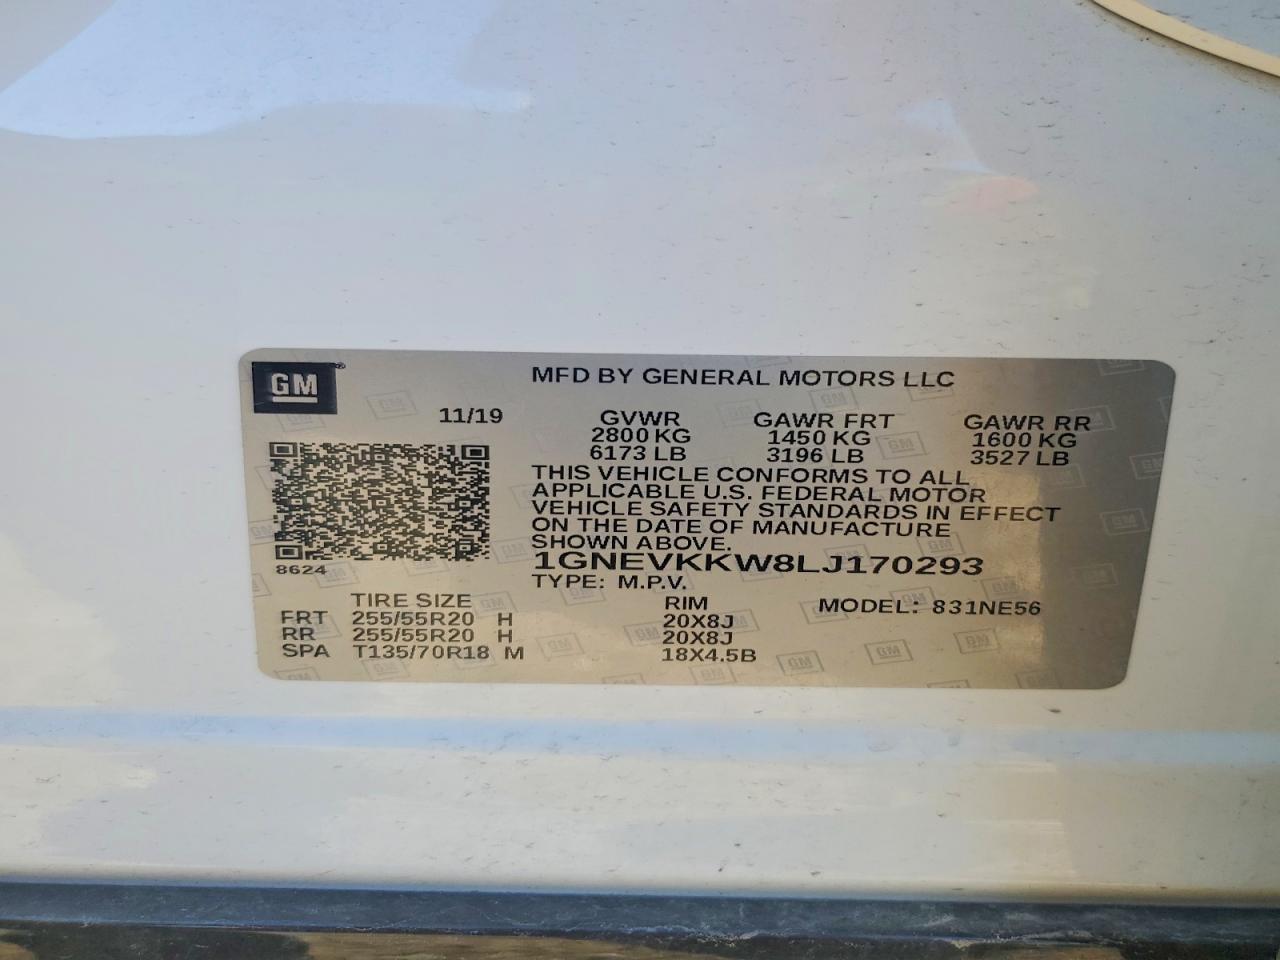 GM
MFD BY GENERAL MOTORS LLC
11/19 GVWR GAWR FRT GAWR RR
2800 KG 1450 KG 1600 KG
6173 LB 3196 LB 3527 LB
THIS VEHICLE CONFORMS TO ALL
APPLICABLE U.S. FEDERAL MOTOR
VEHICLE SAFETY STANDARDS IN EFFECT
ON THE DATE OF MANUFACTURE
SHOWN ABOVE.
8624
1GNEVKKW8LJ170293
TYPE: M.P.V.
TIRE SIZE RIM MODEL: 831NE56
FRT 255/55R20 H 20X8J
RR 255/55R20 H 20X8J
SPA T135/70R18 M 18X4.5B